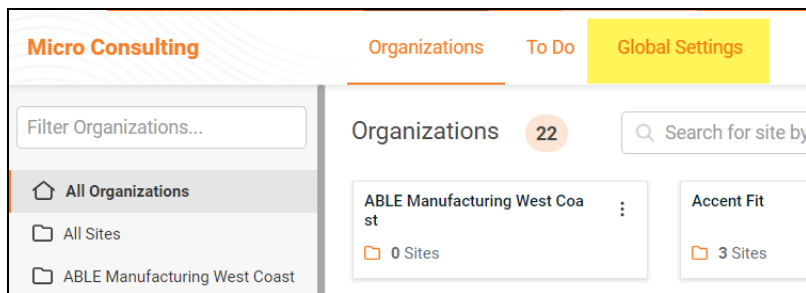 Micro Consulting
Organizations
To Do
Global Settings
Filter Organizations...
All Organizations
All Sites
ABLE Manufacturing West Coast
Organizations 22
Search for site by
ABLE Manufacturing West Coa
st
0 Sites
Accent Fit
3 Sites